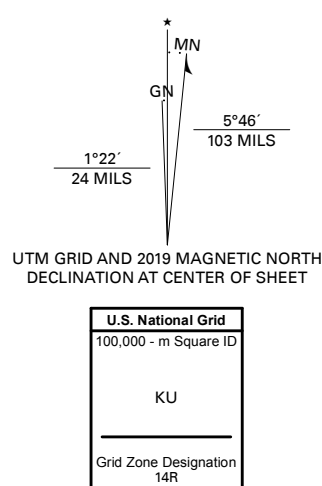 ★
MN
GN
5°46´
103 MILS
1°22´
24 MILS
UTM GRID AND 2019 MAGNETIC NORTH
DECLINATION AT CENTER OF SHEET
U.S. National Grid
100,000 - m Square ID
KU
Grid Zone Designation
14R